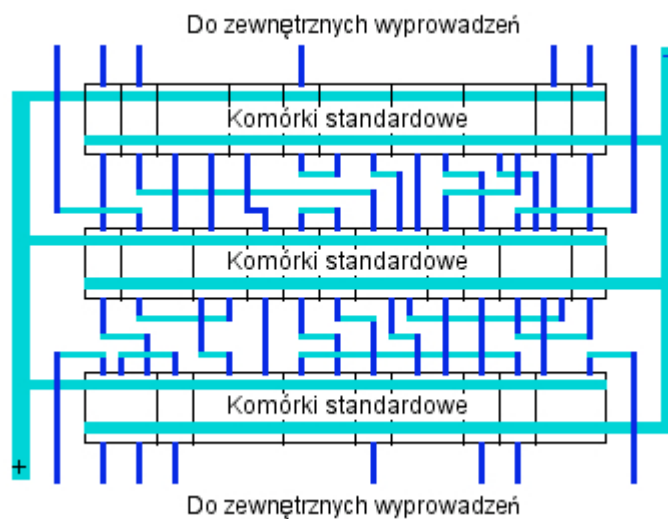 Do zewnętrznych wyprowadzeń
-
Komórki standardowe
Komórki standardowe
Komórki standardowe
+
Do zewnętrznych wyprowadzeń